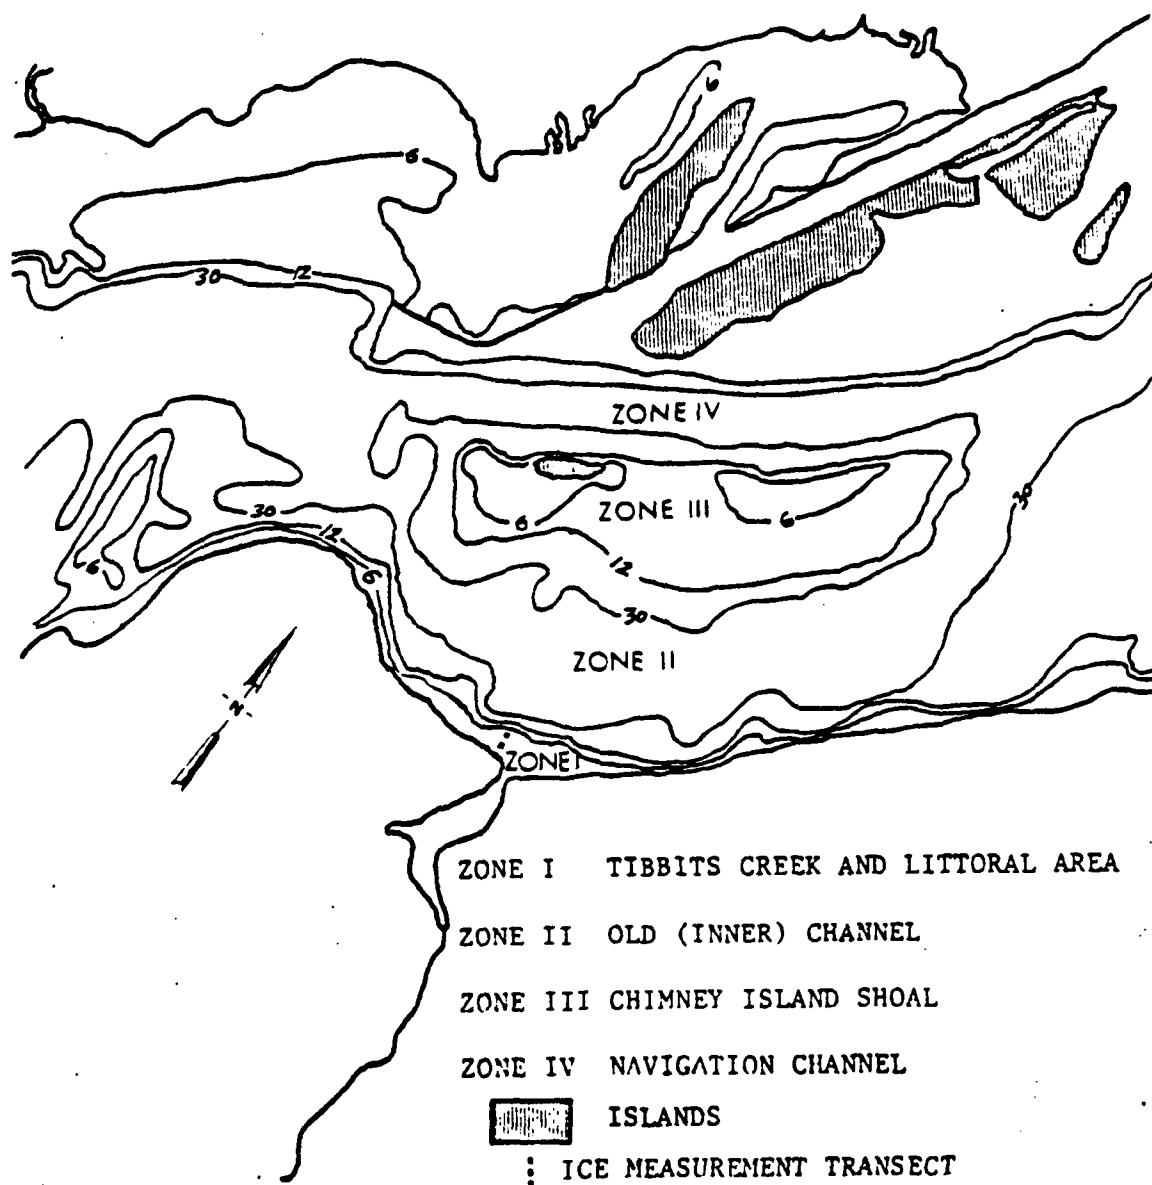 6
6
30
12
ZONE IV
ZONE III
6
6
30
30
12
6
6
12
30
ZONE II
N
ZONE I
ZONE I TIBBITS CREEK AND LITTORAL AREA
ZONE II OLD (INNER) CHANNEL
ZONE III CHIMNEY ISLAND SHOAL
ZONE IV NAVIGATION CHANNEL
ISLANDS
ICE MEASUREMENT TRANSECT